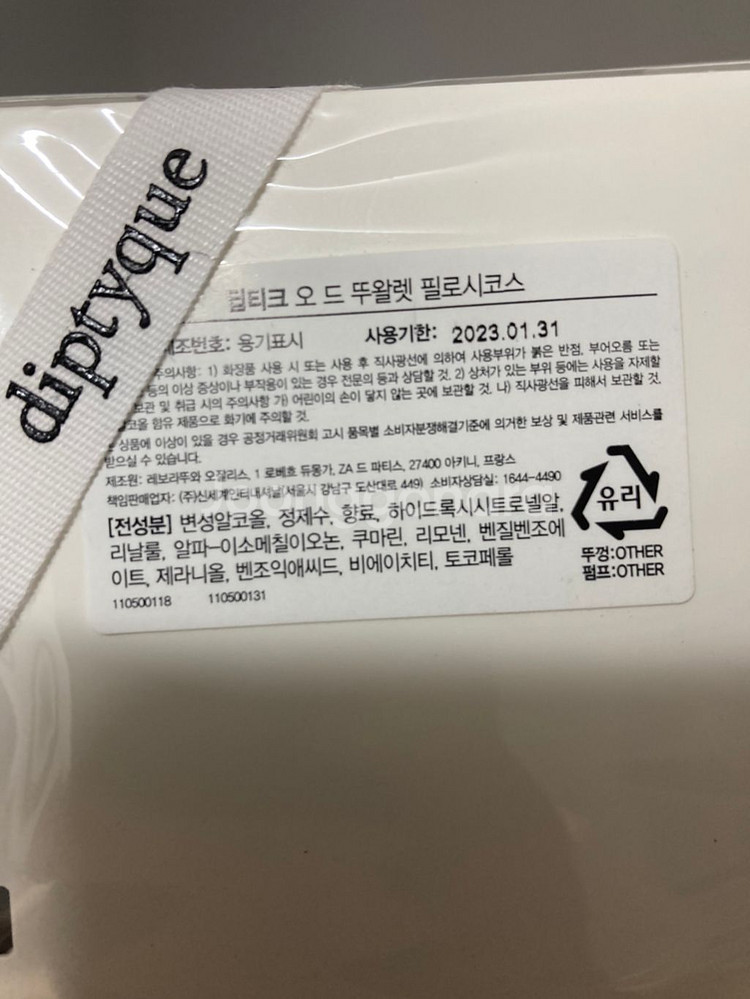 diptyque
딥티크 오 드 뚜왈렛 필로시코스
제조번호: 용기표시 사용기한: 2023.01.31
주의사항: 1) 화장품 사용 시 또는 사용 후 직사광선에 의하여 사용부위가 붉은 반점, 부어오름 또는
등의 이상 증상이나 부작용이 있는 경우 전문의 등과 상담할 것. 2) 상처가 있는 부위 등에는 사용을 자제할
보관 및 취급 시의 주의사항 가) 어린이의 손이 닿지 않는 곳에 보관할 것. 나) 직사광선을 피해서 보관할 것.
함유 제품으로 화기에 주의할 것.
상품에 이상이 있을 경우 공정거래위원회 고시 품목별 소비자분쟁해결기준에 의거한 보상 및 제품관련 서비스를
받으실 수 있습니다.
제조원: 레보라뚜와 오깔리스, 1 로베흐 듀퐁가, ZA 드 파티스, 27400 아키니, 프랑스
책임판매업자: (주)신세계인터내셔날(서울시 강남구 도산대로 449) 소비자상담실: 1644-4490
[전성분] 변성알코올, 정제수, 향료, 하이드록시시트로넬알,
리날룰, 알파-이소메칠이오논, 쿠마린, 리모넨, 벤질벤조에
이트, 제라니올, 벤조익애씨드, 비에이치티, 토코페롤
110500118 110500131
유리
뚜껑:OTHER
펌프:OTHER